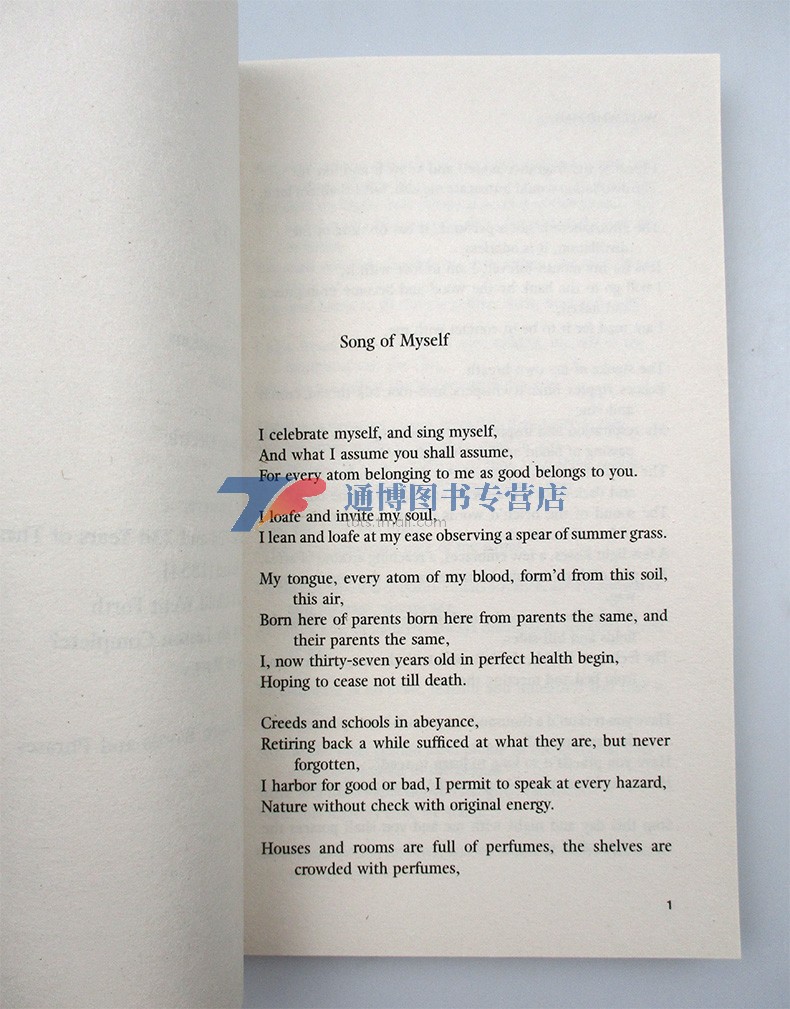 Song of Myself
I celebrate myself, and sing myself,
And what I assume you shall assume,
For every atom belonging to me as good belongs to you.
通博图书专营店
I loafe and invite my soul,
tbts.tmall.com
I lean and loafe at my ease observing a spear of summer grass.
My tongue, every atom of my blood, form'd from this soil,
this air,
Born here of parents born here from parents the same, and
their parents the same,
I, now thirty-seven years old in perfect health begin,
Hoping to cease not till death.
Creeds and schools in abeyance,
Retiring back a while sufficed at what they are, but never
forgotten,
I harbor for good or bad, I permit to speak at every hazard,
Nature without check with original energy.
Houses and rooms are full of perfumes, the shelves are
crowded with perfumes,
1